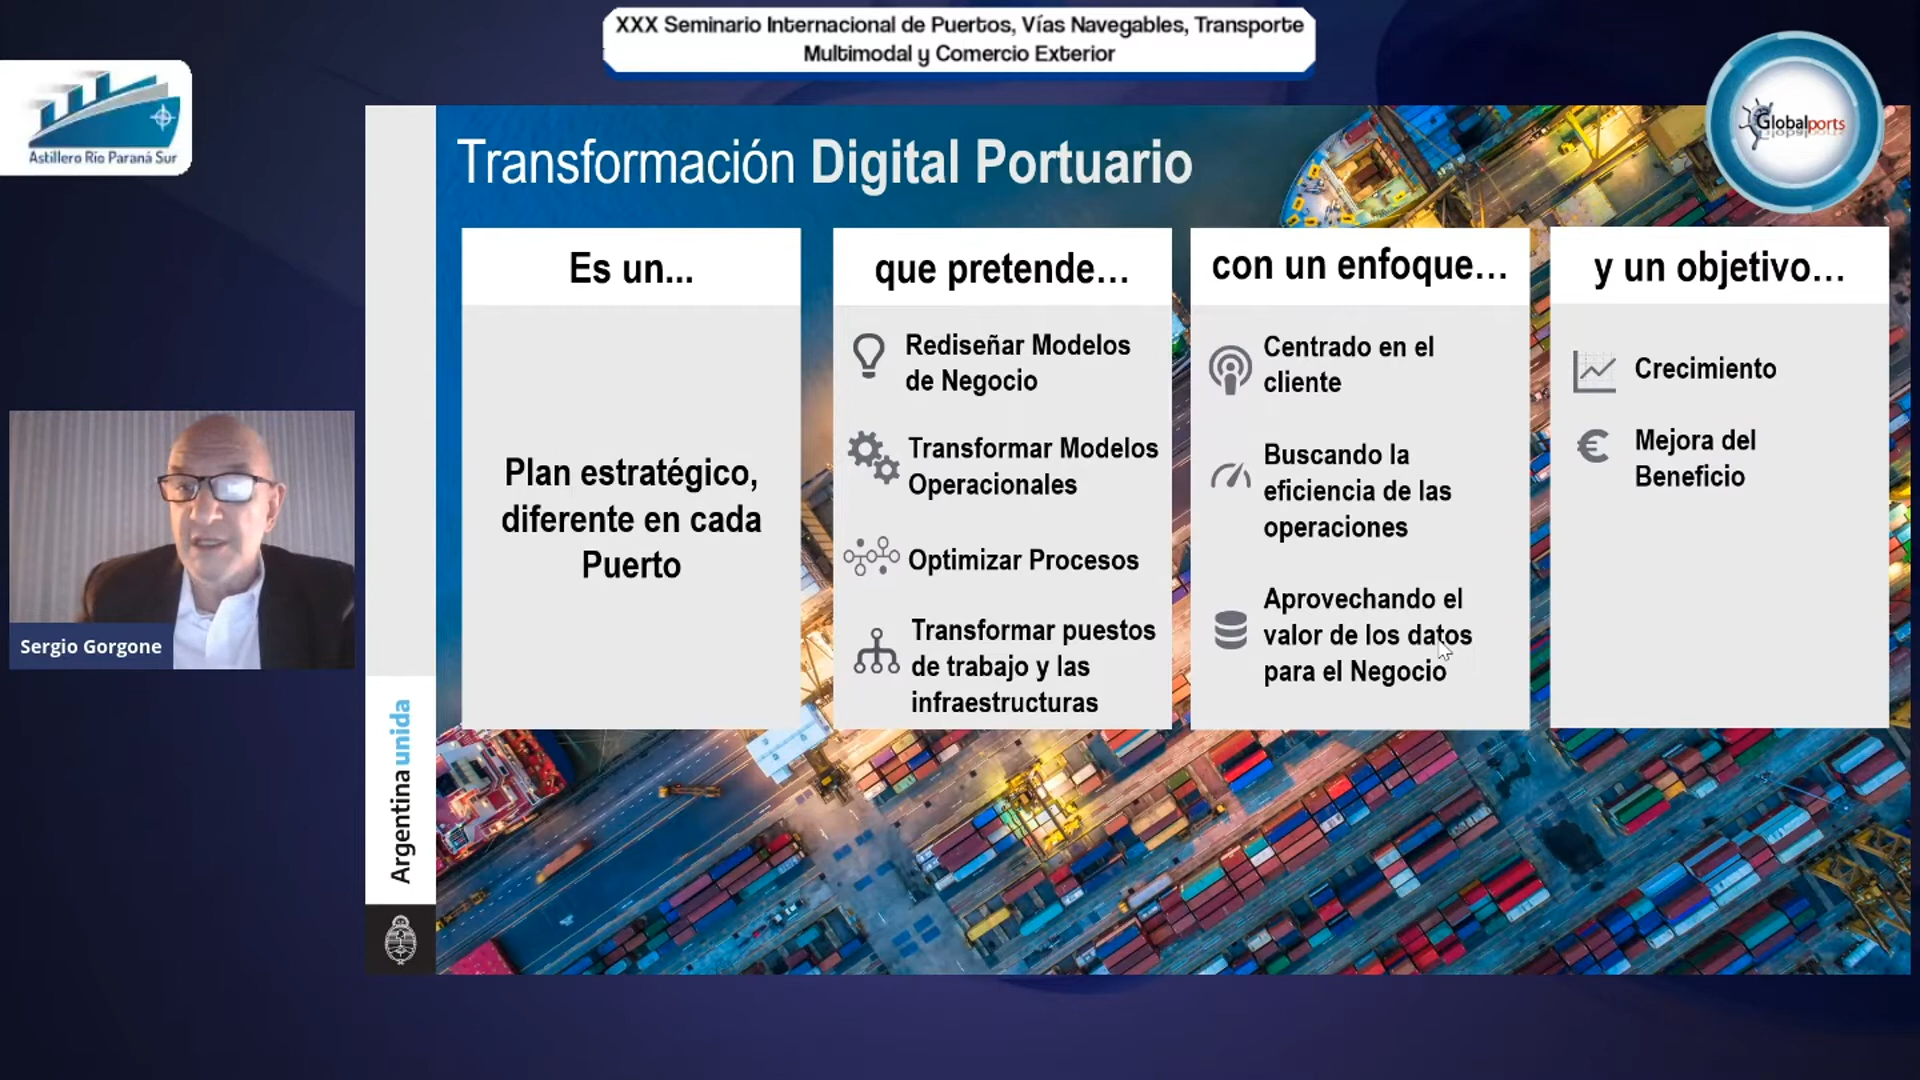 XXX Seminario Internacional de Puertos, Vías Navegables, Transporte
Multimodal y Comercio Exterior
Astillero Río Paraná Sur
Globalports
Transformación Digital Portuario
Es un...
Plan estratégico,
diferente en cada
Puerto
que pretende...
Rediseñar Modelos
de Negocio
Transformar Modelos
Operacionales
Optimizar Procesos
Transformar puestos
de trabajo y las
infraestructuras
con un enfoque...
Centrado en el
cliente
Buscando la
eficiencia de las
operaciones
Aprovechando el
valor de los datos
para el Negocio
y un objetivo...
Crecimiento
€ Mejora del
Beneficio
Sergio Gorgone
Argentina unida